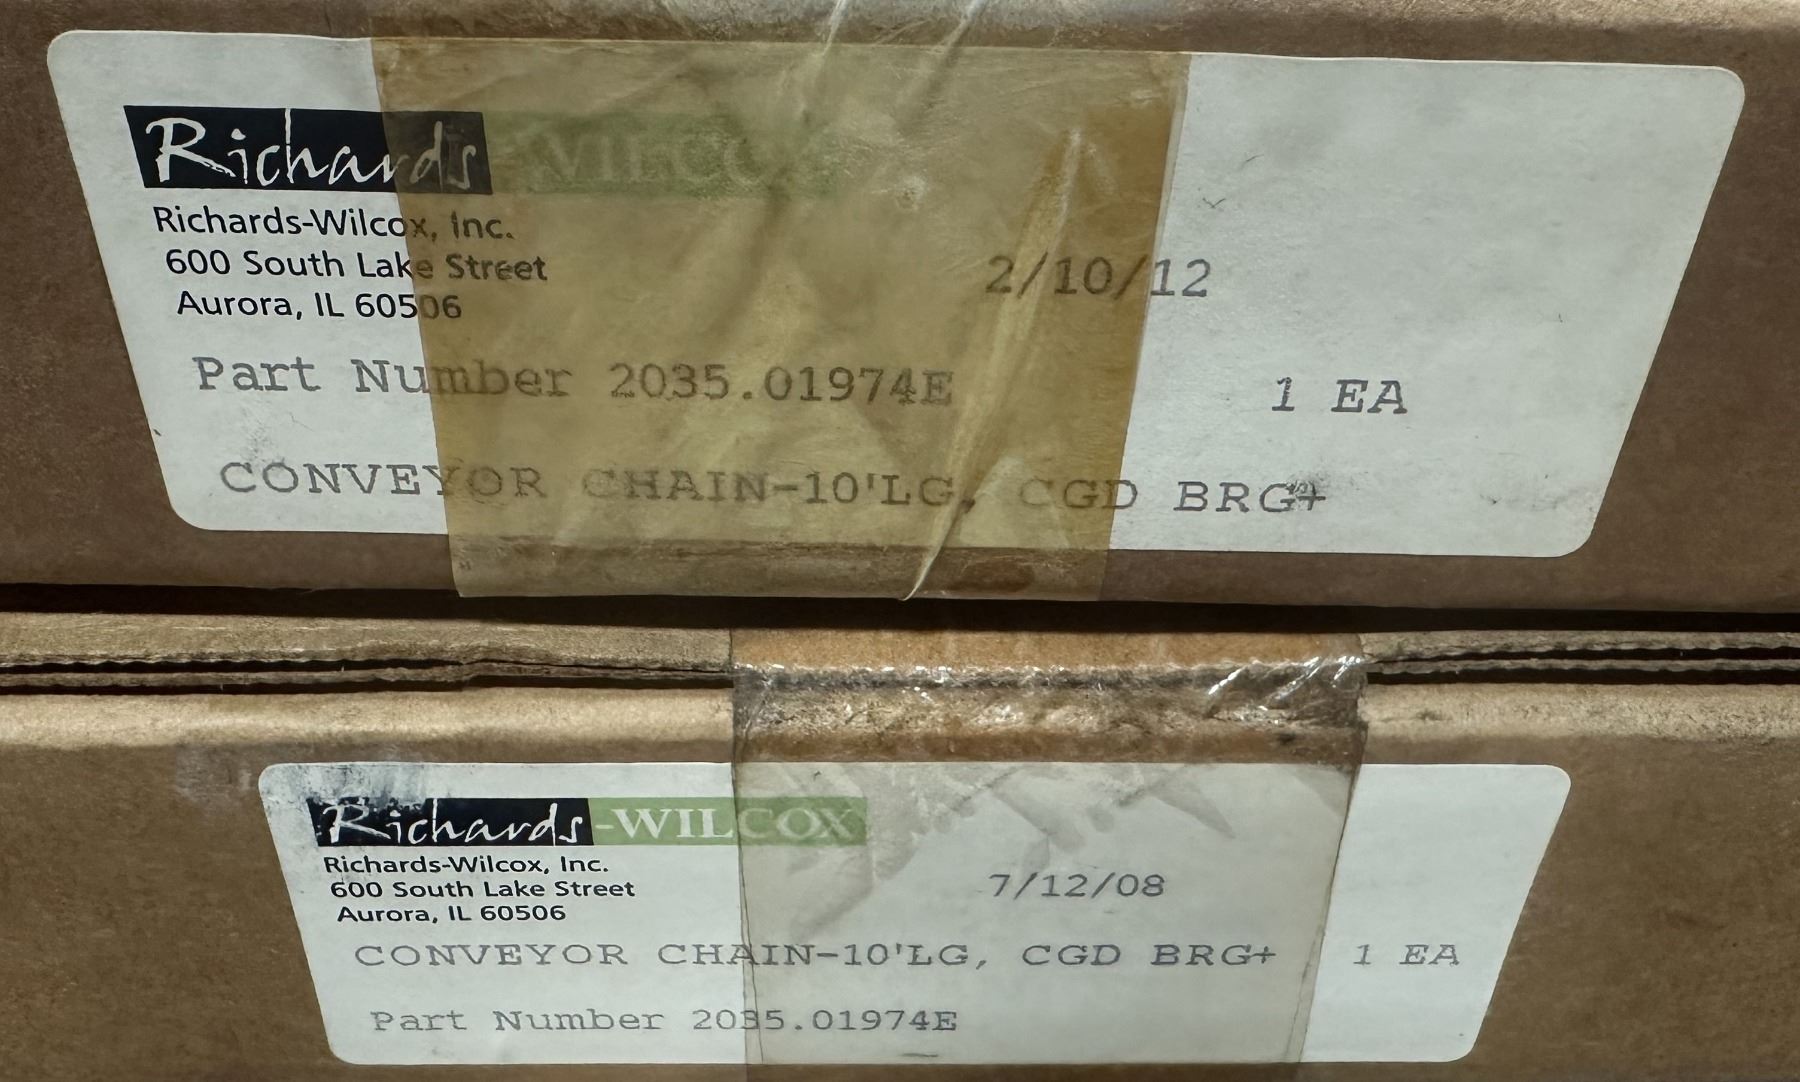 Richards-WILCOX
Richards-Wilcox, Inc.
600 South Lake Street
Aurora, IL 60506
2/10/12
Part Number 2035.01974E 1 EA
CONVEYOR CHAIN-10'LG, CGD BRG+
Richards-WILCOX
Richards-Wilcox, Inc.
600 South Lake Street
Aurora, IL 60506
7/12/08
CONVEYOR CHAIN-10'LG, CGD BRG+ 1 EA
Part Number 2035.01974E